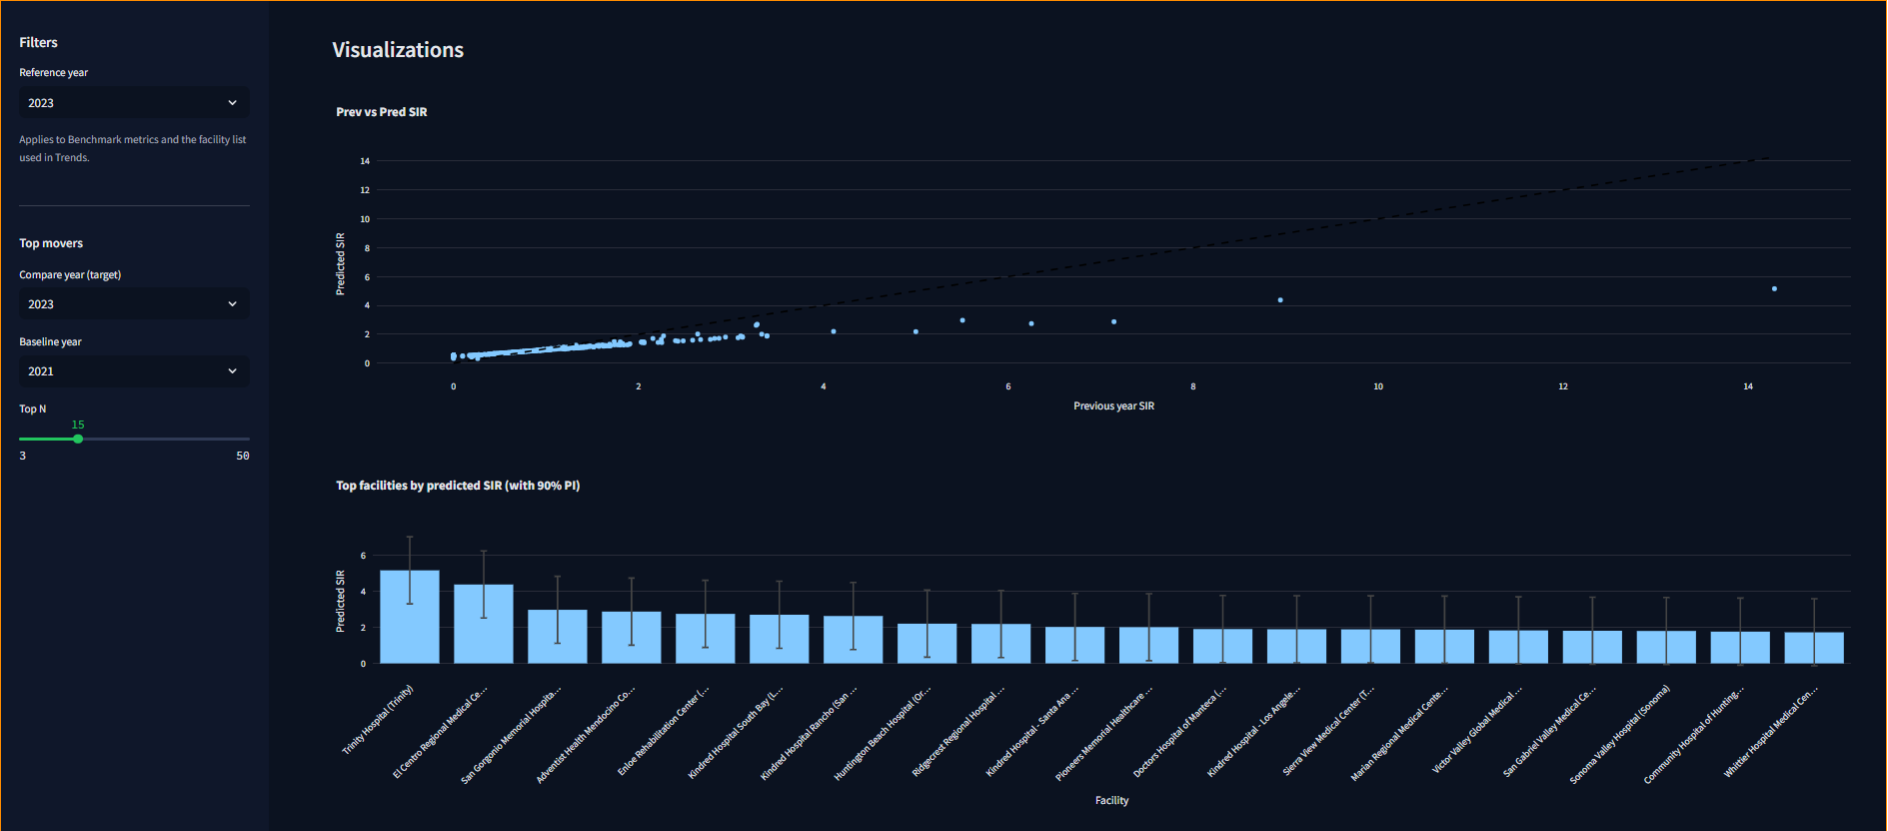 Filters
Reference year
2023
Applies to Benchmark metrics and the facility list
used in Trends.
Top movers
Compare year (target)
2023
Baseline year
2021
Top N
15
3 50
Visualizations
Prev vs Pred SIR
Predicted SIR
14
12
10
8
6
4
2
0
0 2 4 6 8 10 12 14
Previous year SIR
Top facilities by predicted SIR (with 90% PI)
Predicted SIR
6
4
2
0
Trinity Hospital (Trinity)
El Centro Regional Medical Ce...
San Gorgonio Memorial Hospita...
Adventist Health Mendocino Co...
Enloe Rehabilitation Center (...
Kindred Hospital South Bay (L...
Kindred Hospital Rancho (San ...
Huntington Beach Hospital (Or...
Ridgecrest Regional Hospital ...
Kindred Hospital - Santa Ana ...
Pioneers Memorial Healthcare ...
Doctors Hospital of Manteca (...
Kindred Hospital - Los Angele...
Sierra View Medical Center (T...
Marian Regional Medical Cente...
Victor Valley Global Medical ...
San Gabriel Valley Medical Ce...
Sonoma Valley Hospital (Sonoma)
Community Hospital of Hunting...
Whittier Hospital Medical Cen...
Facility